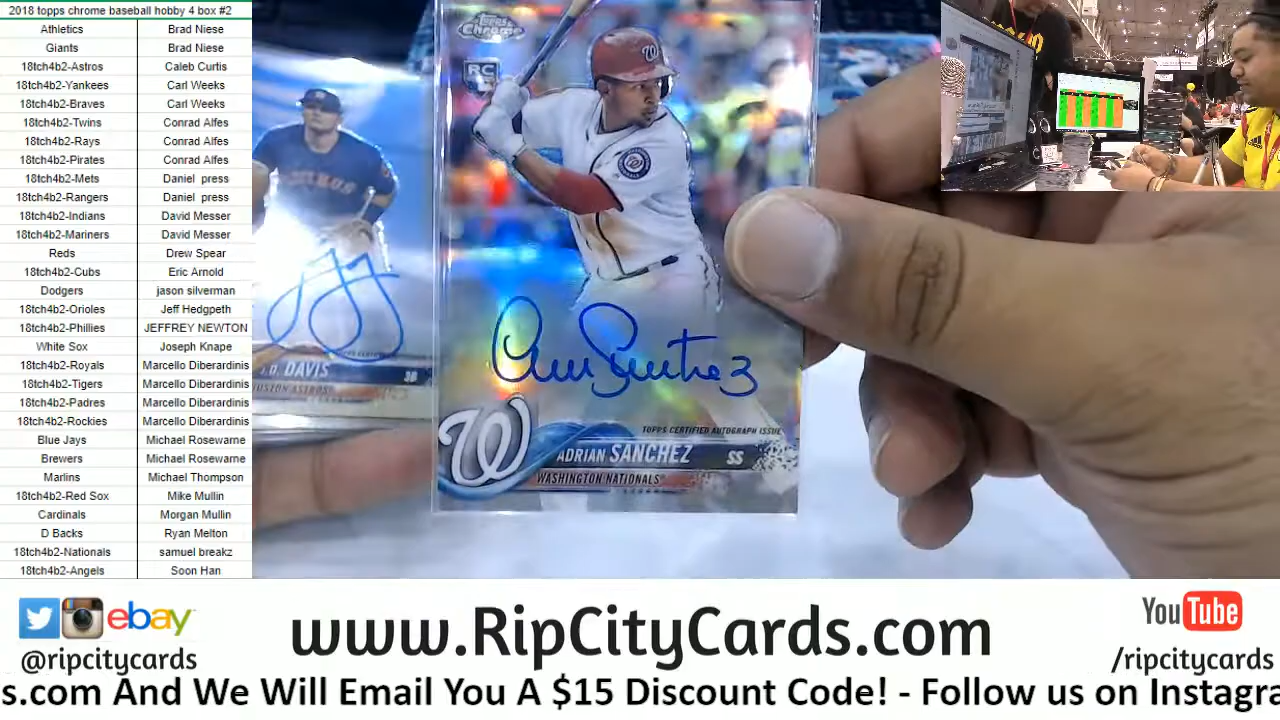 2018 topps chrome baseball hobby 4 box #2
Athletics Brad Niese
Giants Brad Niese
18tch4b2-Astros Caleb Curtis
18tch4b2-Yankees Carl Weeks
18tch4b2-Braves Carl Weeks
18tch4b2-Twins Conrad Alfes
18tch4b2-Rays Conrad Alfes
18tch4b2-Pirates Conrad Alfes
18tch4b2-Mets Daniel press
18tch4b2-Rangers Daniel press
18tch4b2-Indians David Messer
18tch4b2-Mariners David Messer
Reds Drew Spear
18tch4b2-Cubs Eric Arnold
Dodgers jason silverman
18tch4b2-Orioles Jeff Hedgpeth
18tch4b2-Phillies JEFFREY NEWTON
White Sox Joseph Knape
18tch4b2-Royals Marcello Diberardinis
18tch4b2-Tigers Marcello Diberardinis
18tch4b2-Padres Marcello Diberardinis
18tch4b2-Rockies Marcello Diberardinis
Blue Jays Michael Rosewarne
Brewers Michael Rosewarne
Marlins Michael Thompson
18tch4b2-Red Sox Mike Mullin
Cardinals Morgan Mullin
D Backs Ryan Melton
18tch4b2-Nationals samuel breakz
18tch4b2-Angels Soon Han
Topps
Chrome
RC
W
DAVIS 3B
TOPPS CERTIFIED AUTOGRAPH ISSUE
W
ADRIAN SANCHEZ SS
WASHINGTON NATIONALS
ebay
@ripcitycards
www.RipCityCards.com
YouTube
/ripcitycards
s.com And We Will Email You A $15 Discount Code! - Follow us on Instagra